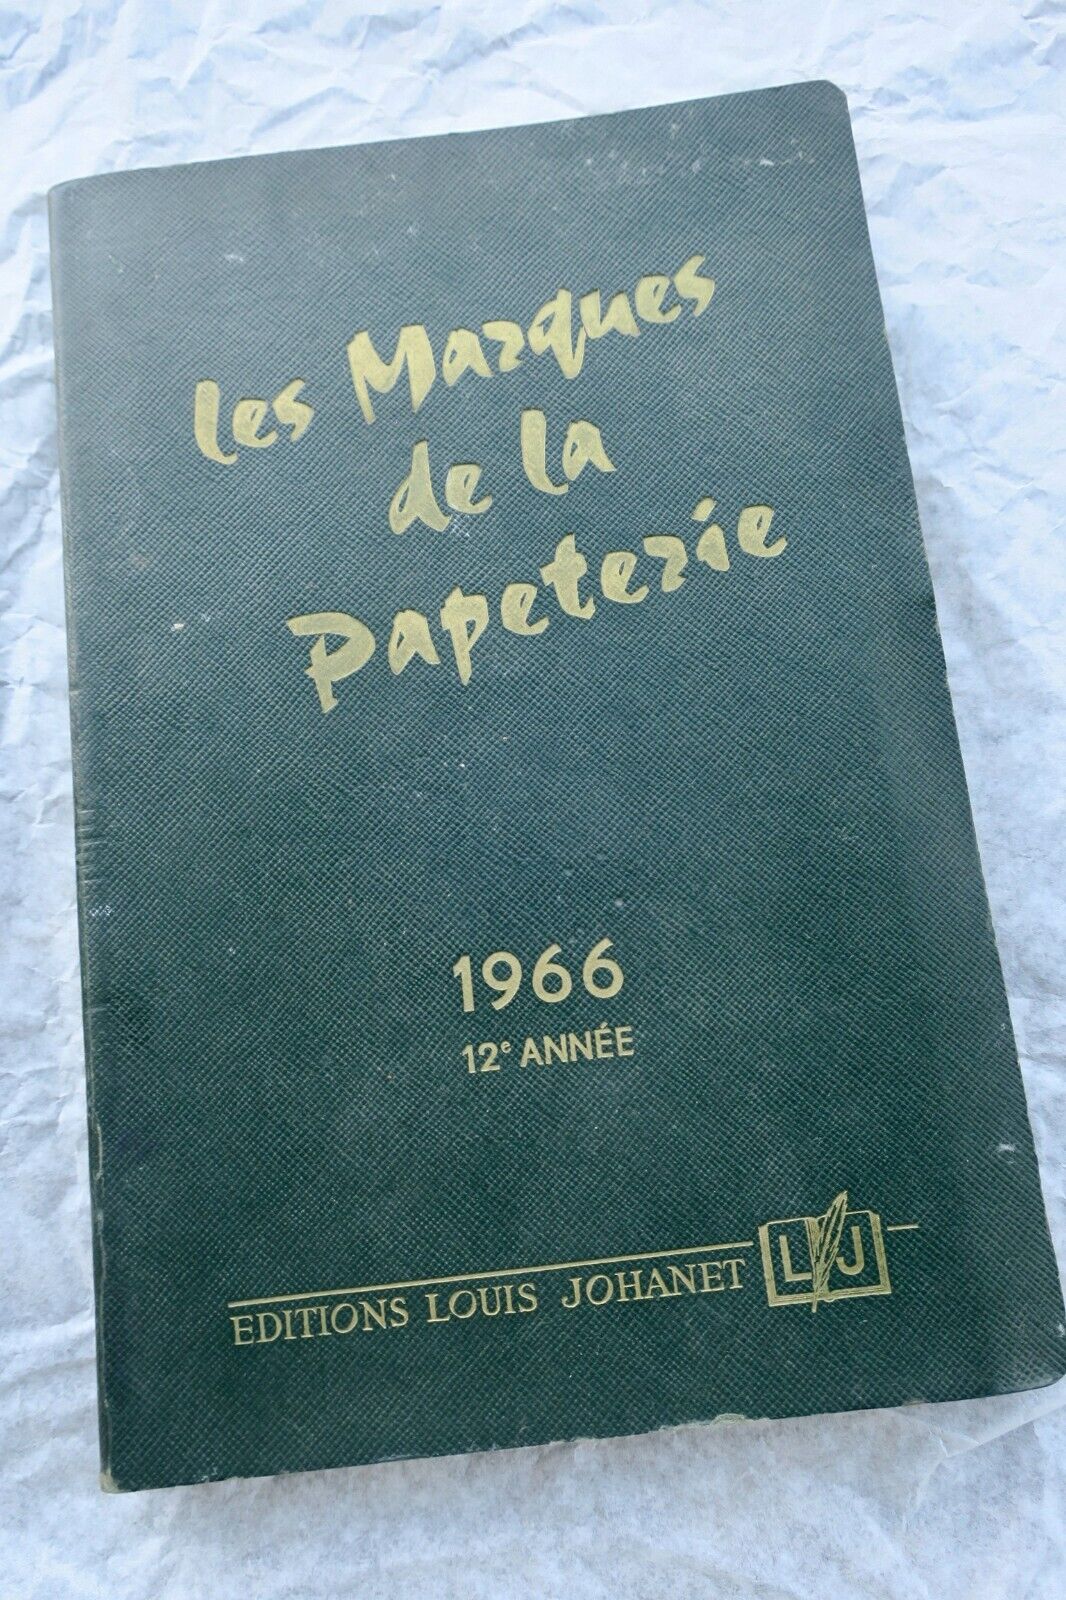 les Marques
de la
Papeterie
1966
12e ANNÉE
EDITIONS LOUIS JOHANET
LJ